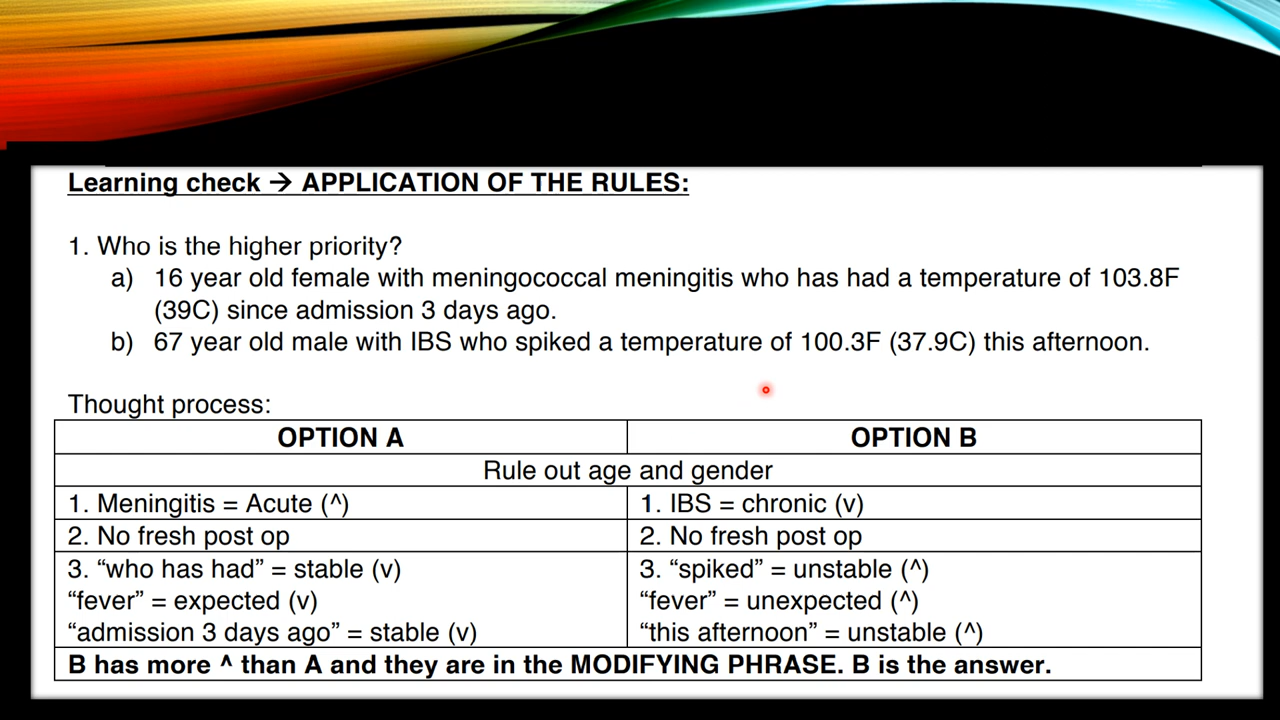 Learning check → APPLICATION OF THE RULES:
1. Who is the higher priority?
a) 16 year old female with meningococcal meningitis who has had a temperature of 103.8F
(39C) since admission 3 days ago.
b) 67 year old male with IBS who spiked a temperature of 100.3F (37.9C) this afternoon.
Thought process:
OPTION A OPTION B
Rule out age and gender
1. Meningitis = Acute (^) 1. IBS = chronic (v)
2. No fresh post op 2. No fresh post op
3. “who has had” = stable (v) 3. “spiked” = unstable (^)
“fever” = expected (v) “fever” = unexpected (^)
“admission 3 days ago” = stable (v) “this afternoon” = unstable (^)
B has more ^ than A and they are in the MODIFYING PHRASE. B is the answer.